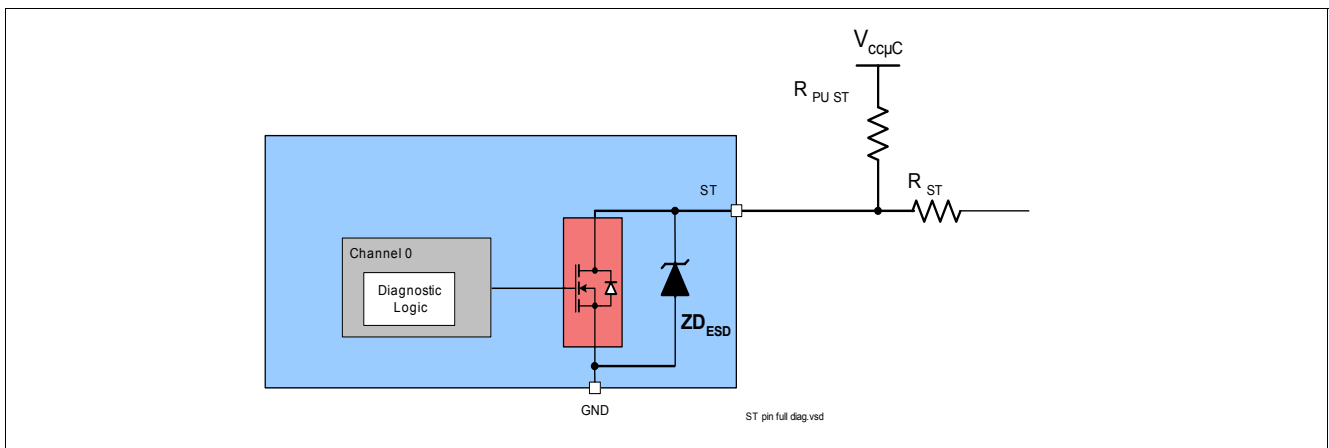 VccµC
R PU ST
R ST
ST
Channel 0
Diagnostic
Logic
ZDESD
GND
ST pin full diag.vsd